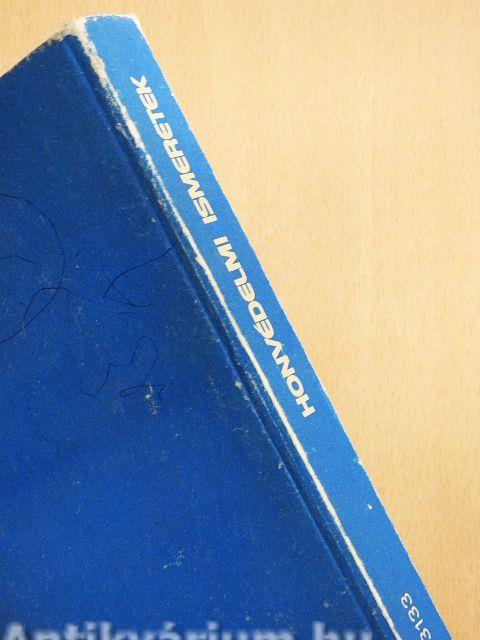 HONVÉDELMI ISMERETEK
3133
Antikvárium.hu